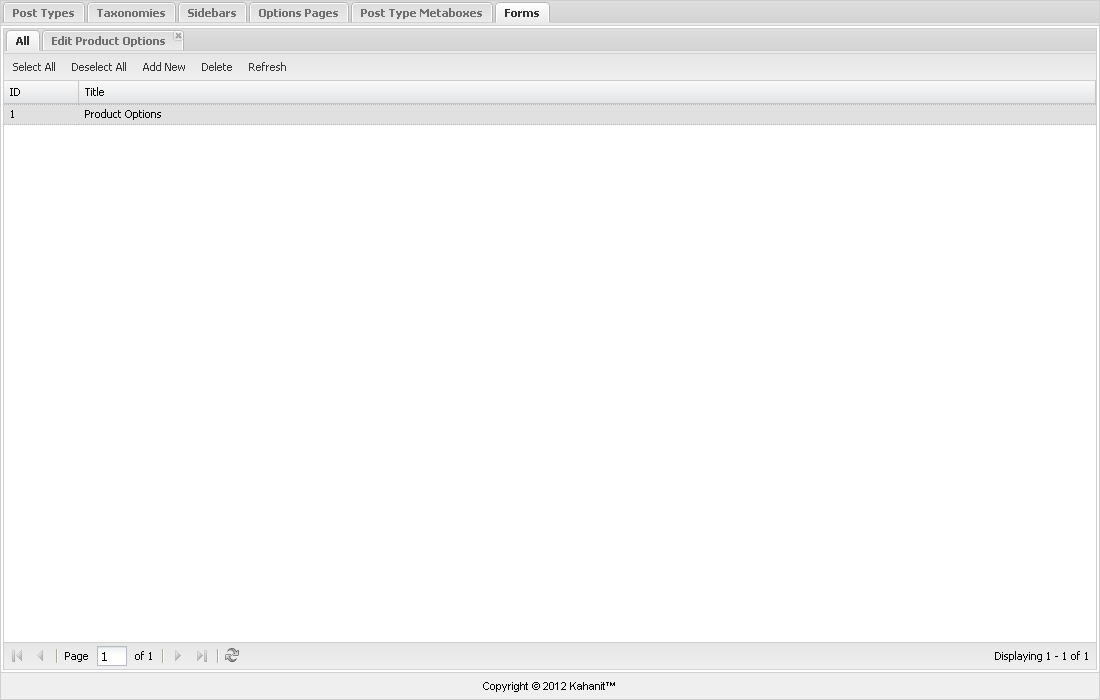 Post Types Taxonomies Sidebars Options Pages Post Type Metaboxes Forms
All Edit Product Options
Select All Deselect All Add New Delete Refresh
ID Title
1 Product Options
Page 1 of 1 Displaying 1 - 1 of 1
Copyright © 2012 Kahanit™